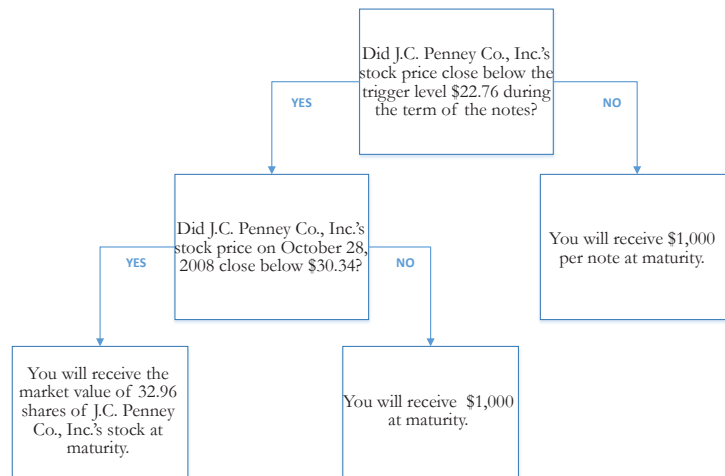 Did J.C. Penney Co., Inc.'s
stock price close below the
trigger level $22.76 during
the term of the notes?
YES
NO
Did J.C. Penney Co., Inc.'s
stock price on October 28,
2008 close below $30.34?
You will receive $1,000
per note at maturity.
YES
NO
You will receive the
market value of 32.96
shares of J.C. Penney
Co., Inc.'s stock at
maturity.
You will receive  $1,000
at maturity.